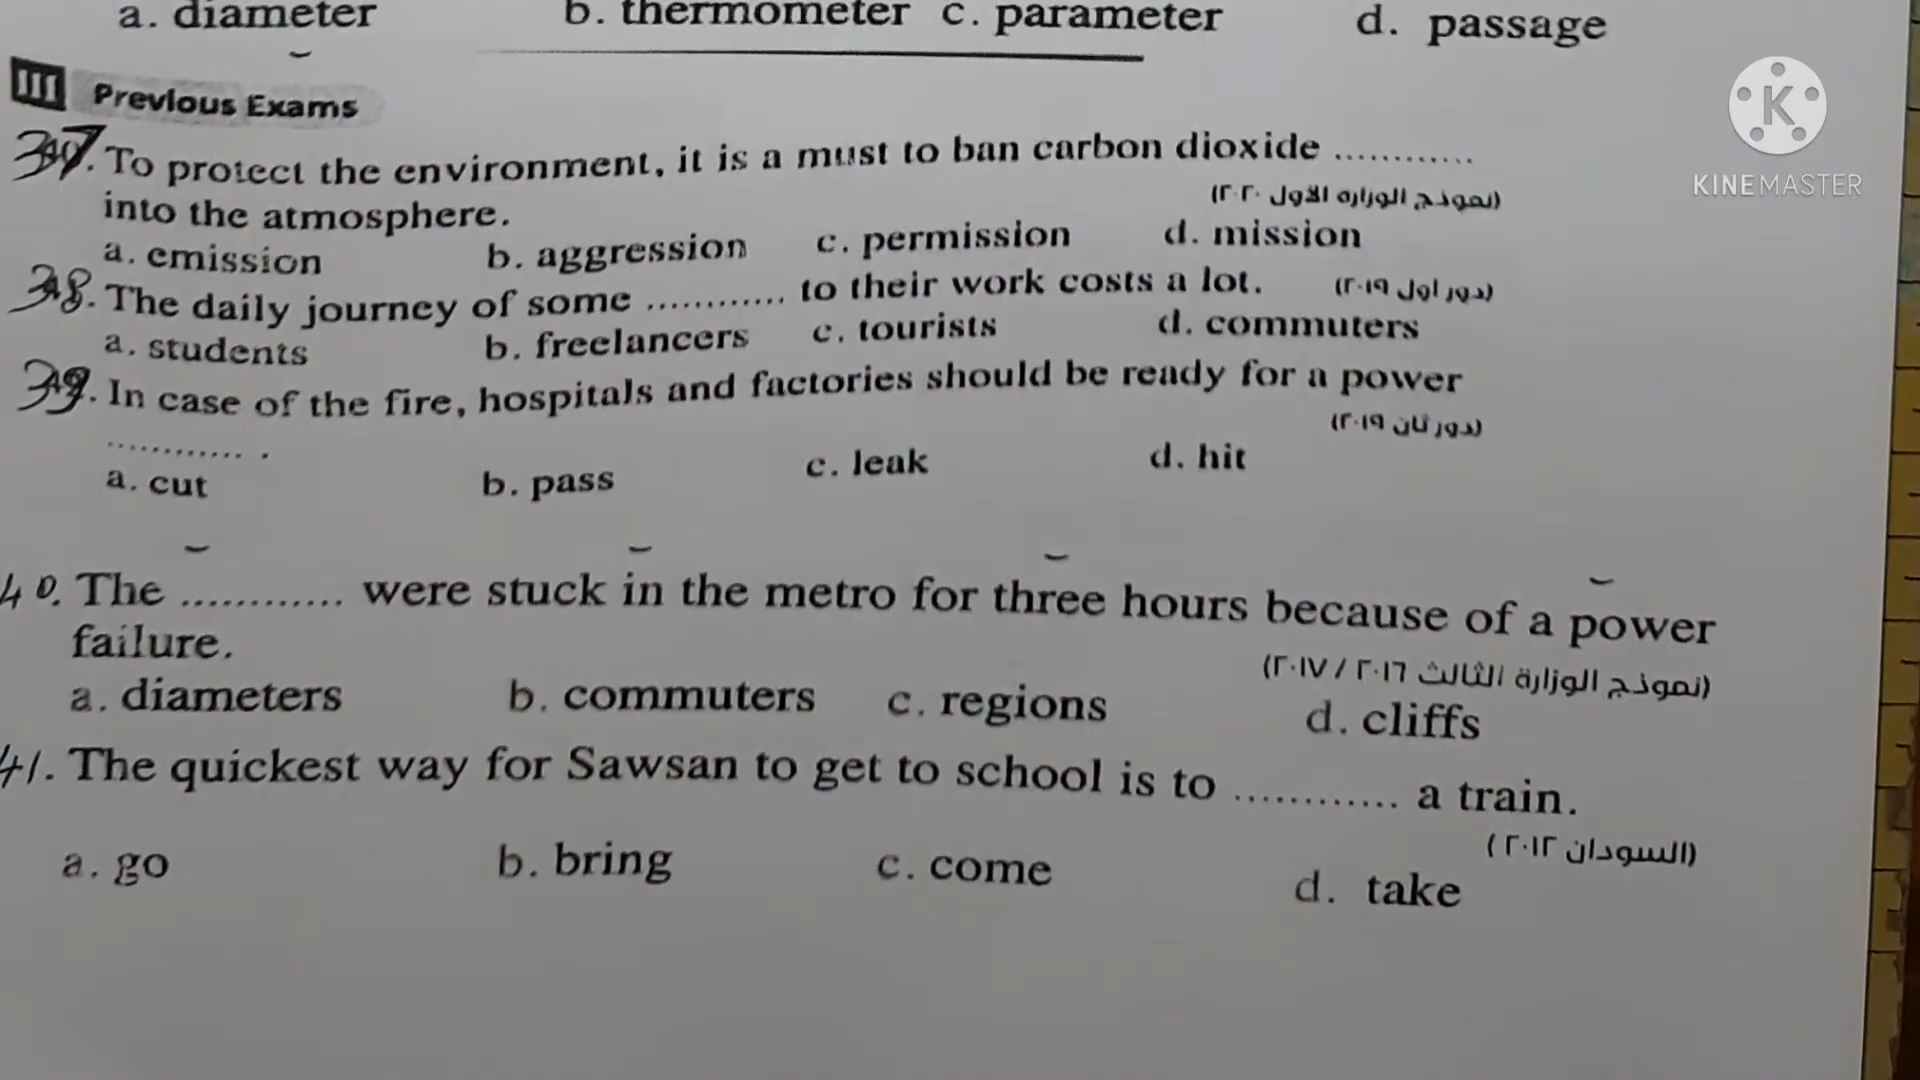 a. diameter b. thermometer c. parameter d. passage
III Previous Exams
37. To protect the environment, it is a must to ban carbon dioxide ............
into the atmosphere. (نموذج الوزارة الأول ٢٠٢٠)
a. emission b. aggression c. permission d. mission
38. The daily journey of some ............ to their work costs a lot. (دور أول ٢٠١٩)
a. students b. freelancers c. tourists d. commuters
39. In case of the fire, hospitals and factories should be ready for a power
............ . (دور ثان ٢٠١٩)
a. cut b. pass c. leak d. hit
40. The ............ were stuck in the metro for three hours because of a power
failure. (نموذج الوزارة الثالث ٢٠١٦ / ٢٠١٧)
a. diameters b. commuters c. regions d. cliffs
41. The quickest way for Sawsan to get to school is to ............ a train.
(السودان ٢٠١٢)
a. go b. bring c. come d. take
K
KINEMASTER